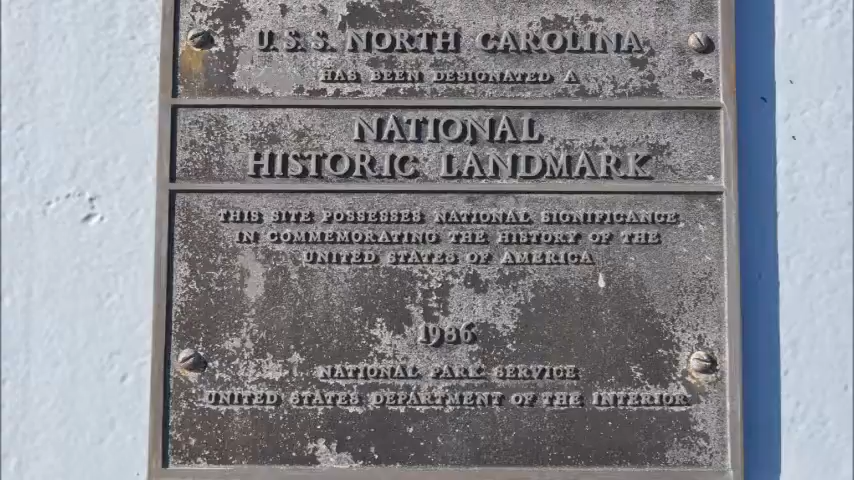 U.S.S. NORTH CAROLINA
HAS BEEN DESIGNATED A
NATIONAL
HISTORIC LANDMARK
THIS SITE POSSESSES NATIONAL SIGNIFICANCE
IN COMMEMORATING THE HISTORY OF THE
UNITED STATES OF AMERICA
1986
NATIONAL PARK SERVICE
UNITED STATES DEPARTMENT OF THE INTERIOR